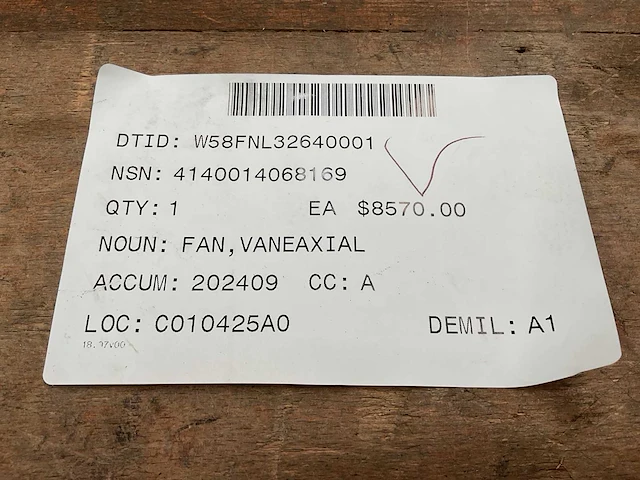 DTID: W58FNL32640001
NSN: 4140014068169
QTY: 1 EA $8570.00
NOUN: FAN,VANEAXIAL
ACCUM: 202409 CC: A
LOC: C010425A0 DEMIL: A1